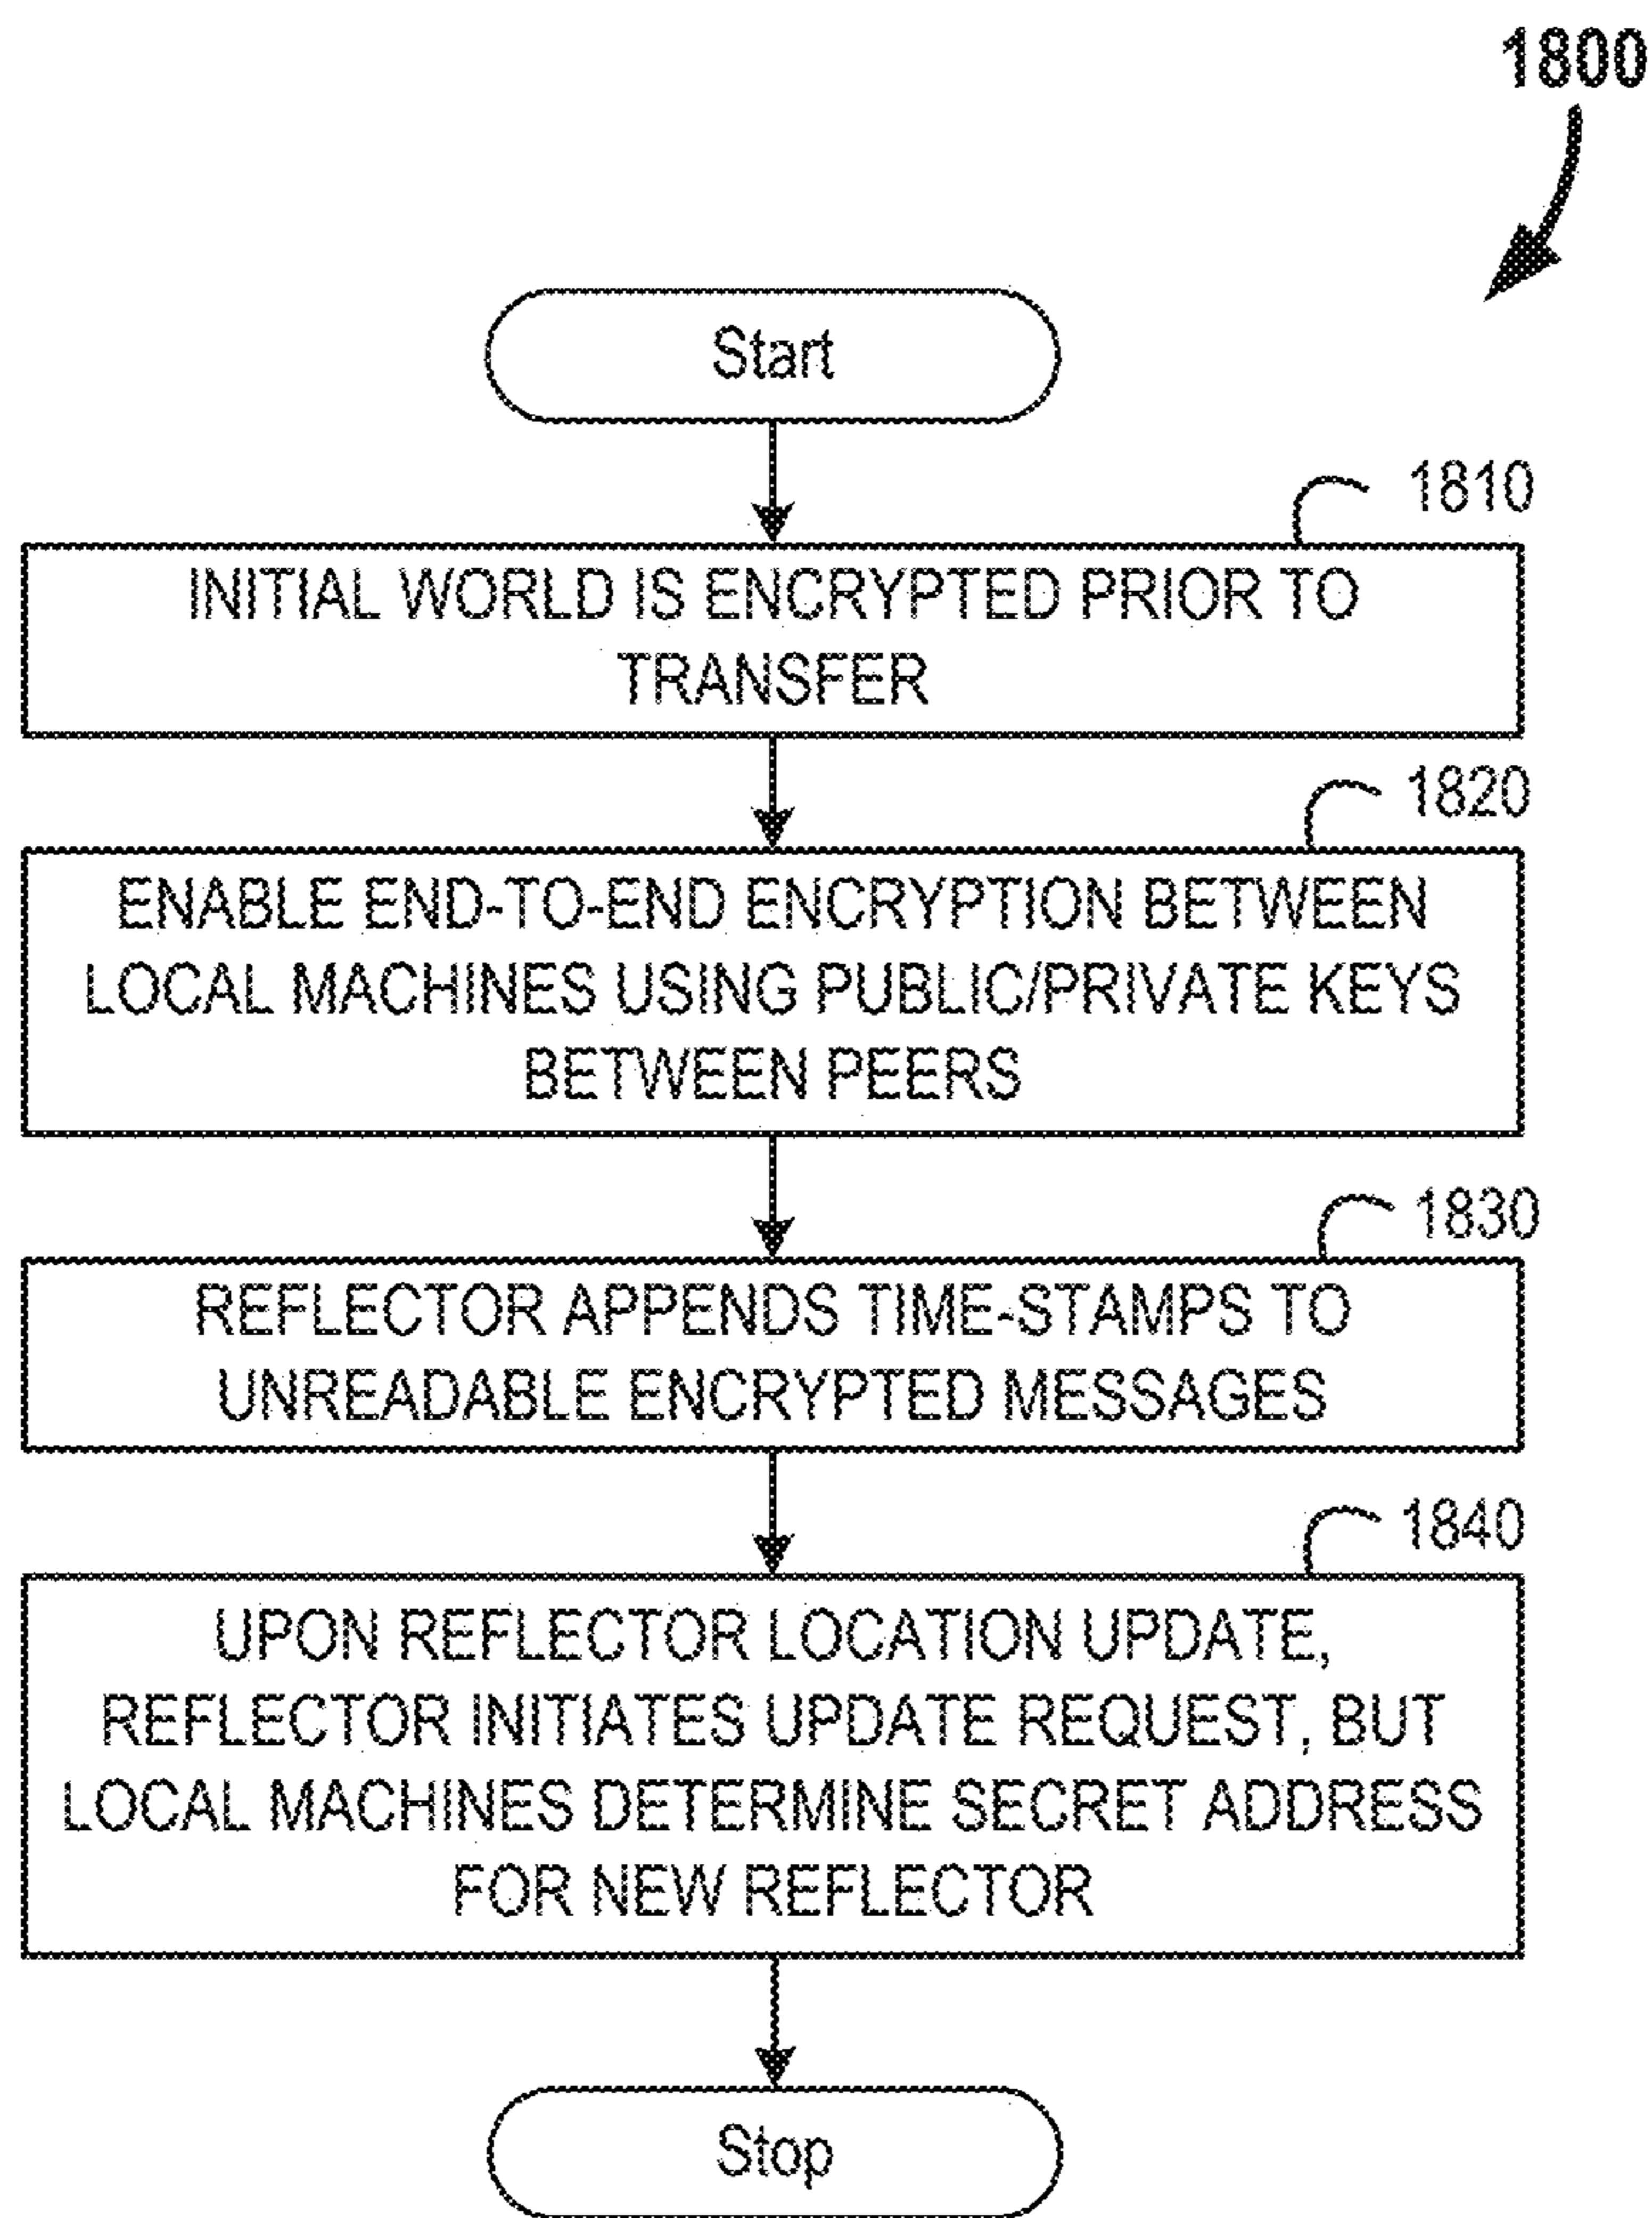 1800
Start
1810
INITIAL WORLD IS ENCRYPTED PRIOR TO
TRANSFER
1820
ENABLE END-TO-END ENCRYPTION BETWEEN
LOCAL MACHINES USING PUBLIC/PRIVATE KEYS
BETWEEN PEERS
1830
REFLECTOR APPENDS TIME-STAMPS TO
UNREADABLE ENCRYPTED MESSAGES
1840
UPON REFLECTOR LOCATION UPDATE,
REFLECTOR INITIATES UPDATE REQUEST, BUT
LOCAL MACHINES DETERMINE SECRET ADDRESS
FOR NEW REFLECTOR
Stop